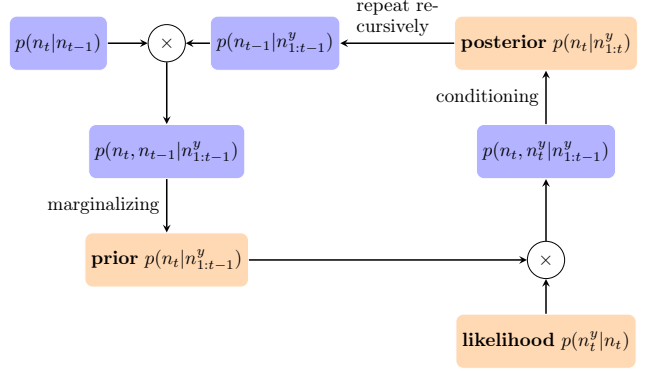 repeat re-
cursively
p(n_t|n_{t-1})
×
p(n_{t-1}|n^y_{1:t-1})
posterior p(n_t|n^y_{1:t})
conditioning
p(n_t, n_{t-1}|n^y_{1:t-1})
p(n_t, n^y_t|n^y_{1:t-1})
marginalizing
prior p(n_t|n^y_{1:t-1})
×
likelihood p(n^y_t|n_t)